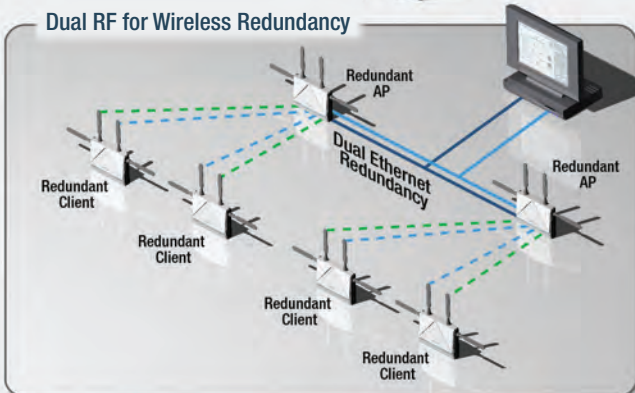 Dual RF for Wireless Redundancy
Redundant
AP
Dual Ethernet
Redundancy
Redundant
AP
Redundant
Client
Redundant
Client
Redundant
Client
Redundant
Client